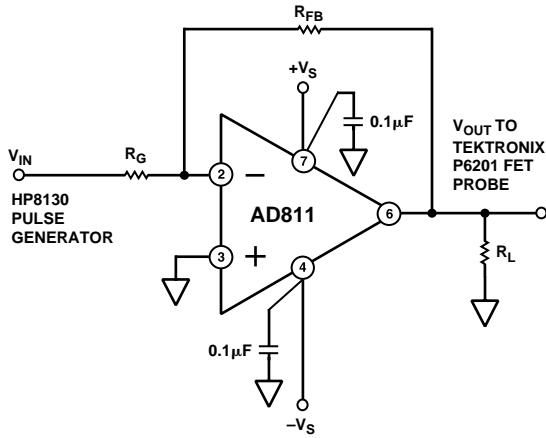 RFB
+VS
0.1μF
VOUT TO
TEKTRONIX
P6201 FET
PROBE
VIN
RG
HP8130
PULSE
GENERATOR
2
−
7
AD811
6
3
+
4
RL
0.1μF
−VS